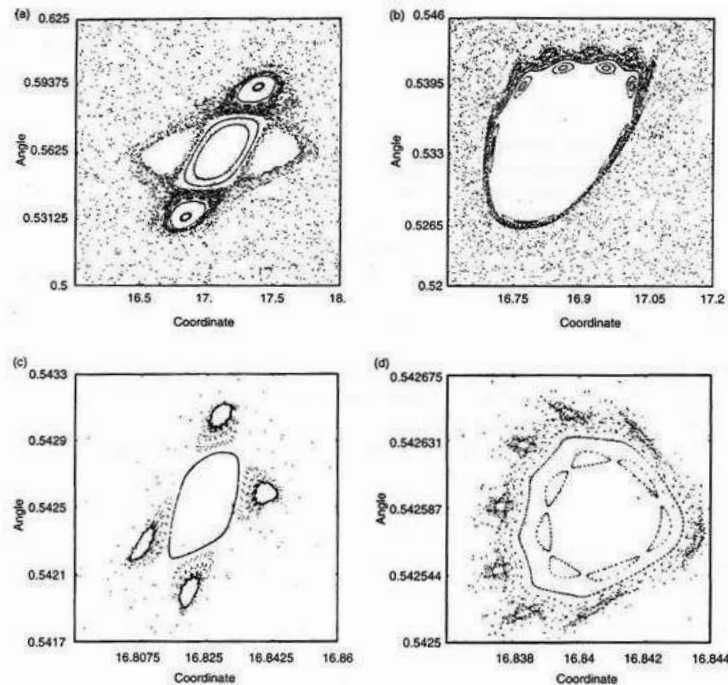 (a)
0.625
0.59375
0.5625
0.53125
0.5
Angle
16.5 17. 17.5 18.
Coordinate
(b)
0.546
0.5395
0.533
0.5265
0.52
Angle
16.75 16.9 17.05 17.2
Coordinate
(c)
0.5433
0.5429
0.5425
0.5421
0.5417
Angle
16.8075 16.825 16.8425 16.86
Coordinate
(d)
0.542675
0.542631
0.542587
0.542544
0.5425
Angle
16.838 16.84 16.842 16.844
Coordinate